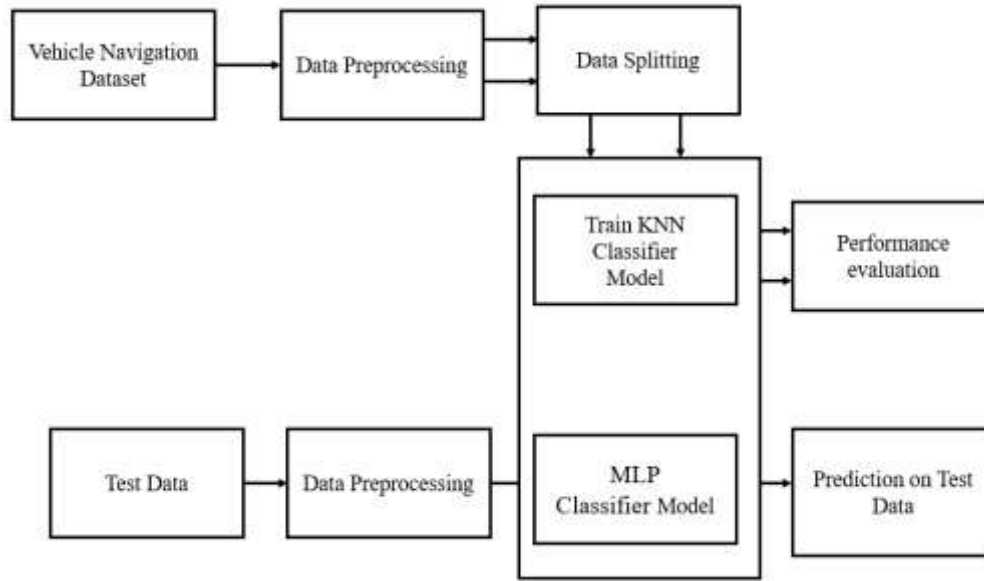 Vehicle Navigation
Dataset
Data Preprocessing
Data Splitting
Train KNN
Classifier
Model
Performance
evaluation
Test Data
Data Preprocessing
MLP
Classifier Model
Prediction on Test
Data